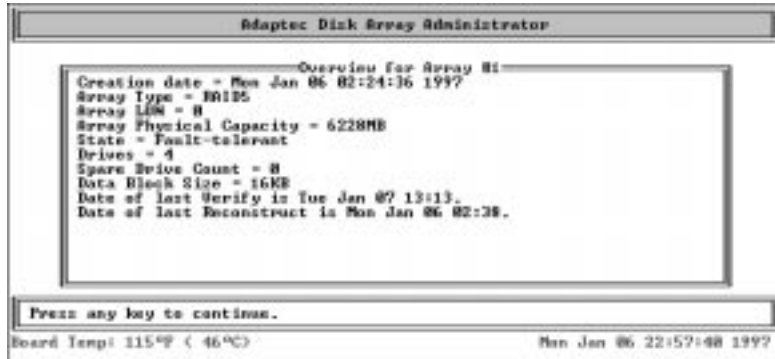 Adaptec Disk Array Administrator
Overview for Array 01
Creation date = Mon Jan 06 02:24:36 1997
Array Type = RAID5
Array LUN = 0
Array Physical Capacity = 6228MB
State = Fault-tolerant
Drives = 4
Spare Drive Count = 0
Data Block Size = 16KB
Date of last Verify is Tue Jan 07 13:13.
Date of last Reconstruct is Mon Jan 06 02:38.
Press any key to continue.
Board Temp: 115°F ( 46°C)
Mon Jan 06 22:57:40 1997